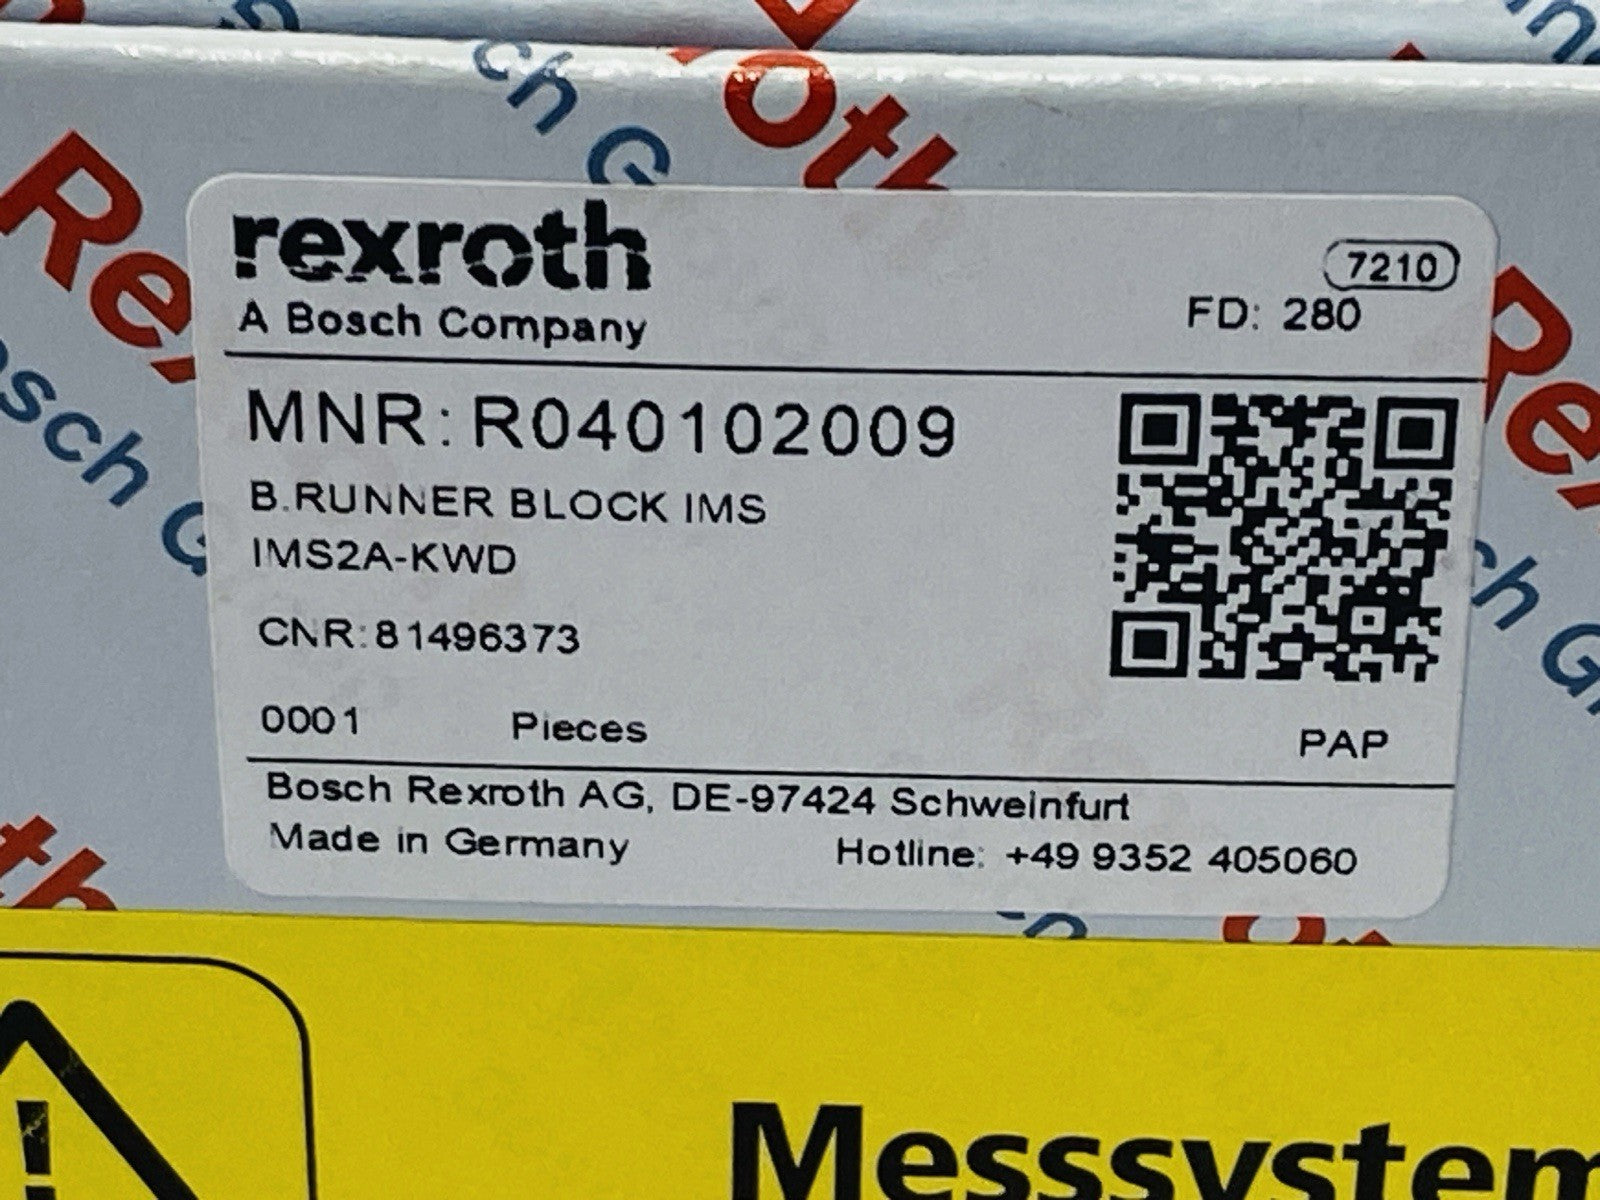 rexroth
A Bosch Company
7210
FD: 280
MNR: R040102009
B.RUNNER BLOCK IMS
IMS2A-KWD
CNR:81496373
0001 Pieces
PAP
Bosch Rexroth AG, DE-97424 Schweinfurt
Made in Germany Hotline: +49 9352 405060
Messsystem